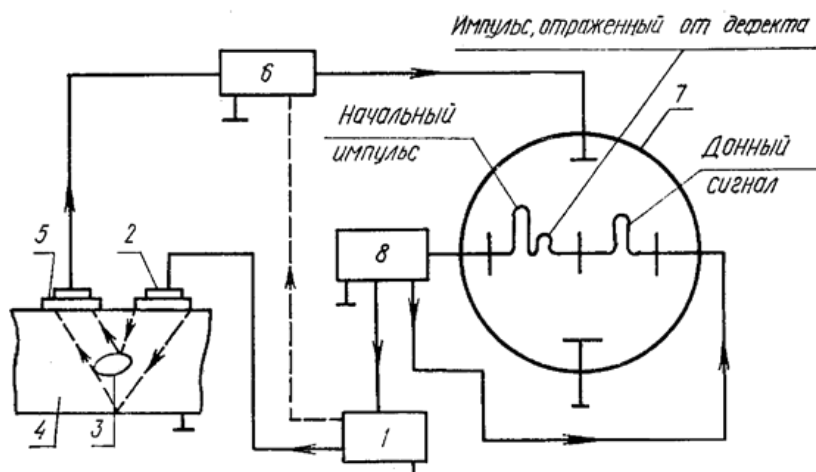 Импульс, отраженный от дефекта
6
7
Начальный
импульс
Донный
сигнал
5
2
8
4
3
1